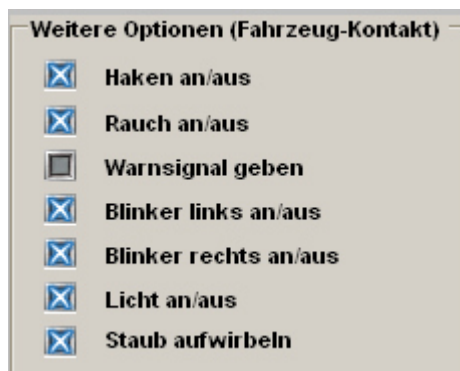 Weitere Optionen (Fahrzeug-Kontakt)
Haken an/aus
Rauch an/aus
Warnsignal geben
Blinker links an/aus
Blinker rechts an/aus
Licht an/aus
Staub aufwirbeln